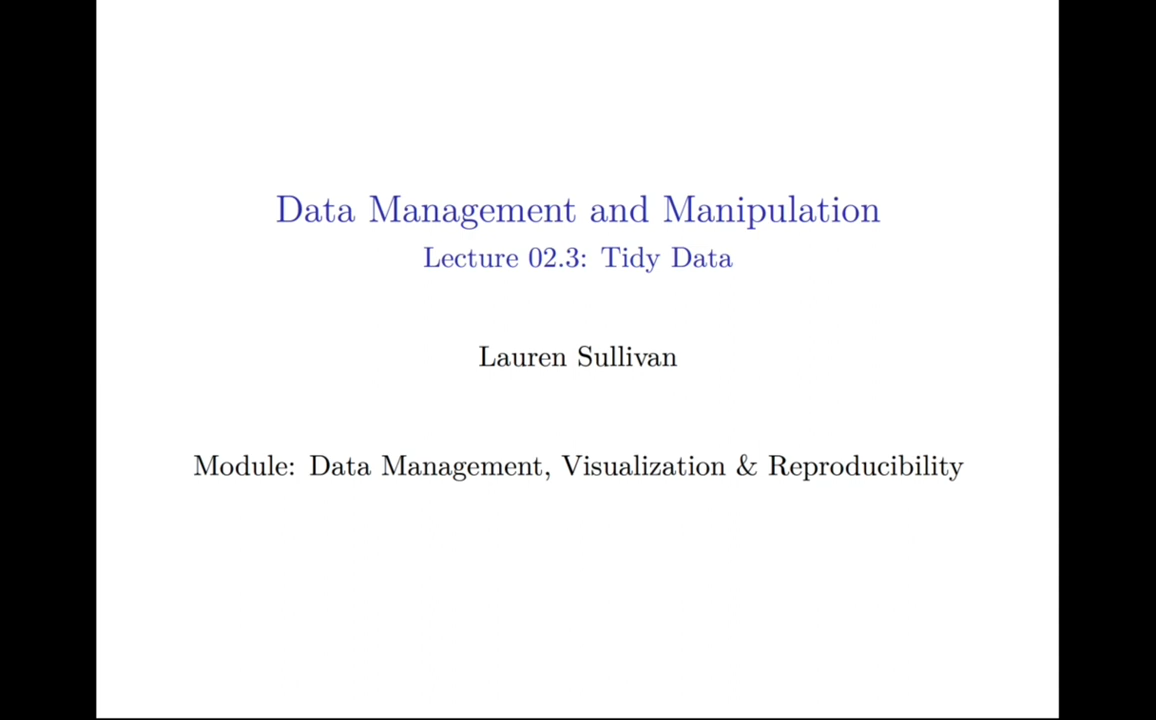 Data Management and Manipulation
Lecture 02.3: Tidy Data
Lauren Sullivan
Module: Data Management, Visualization & Reproducibility